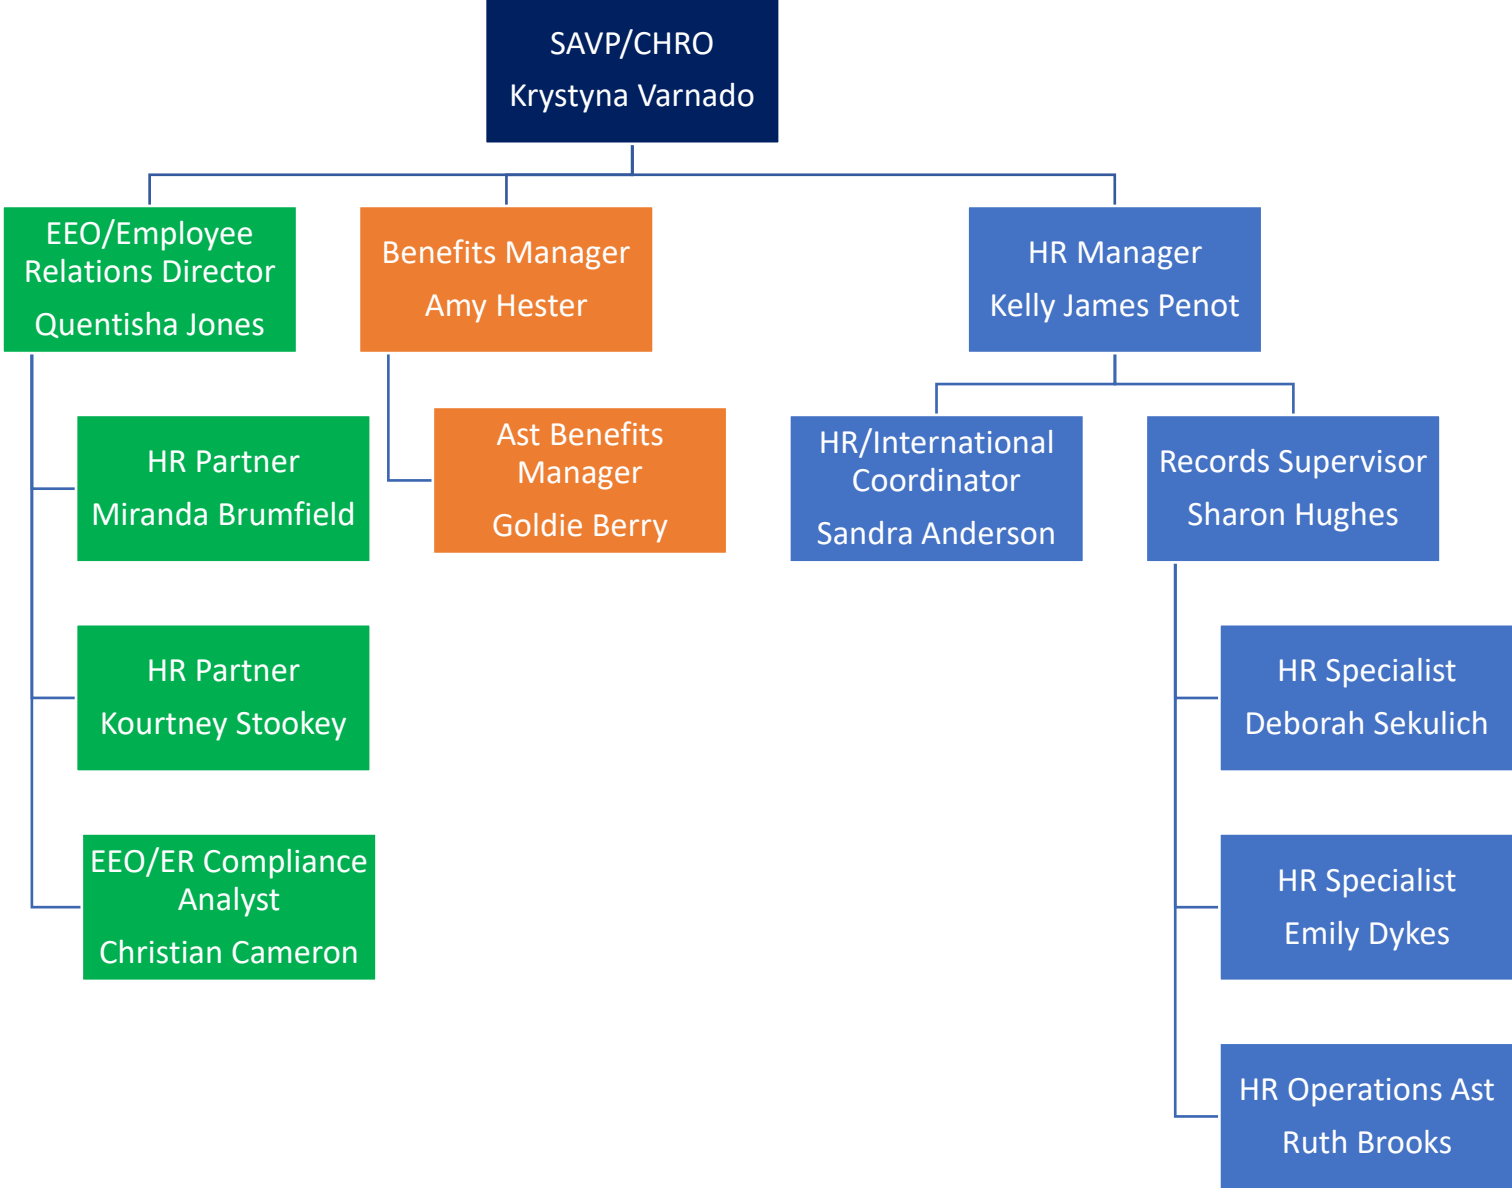 SAVP/CHRO
Krystyna Varnado
EEO/Employee
Relations Director
Quentisha Jones
Benefits Manager
Amy Hester
HR Manager
Kelly James Penot
HR Partner
Miranda Brumfield
Ast Benefits
Manager
Goldie Berry
HR/International
Coordinator
Sandra Anderson
Records Supervisor
Sharon Hughes
HR Partner
Kourtney Stookey
HR Specialist
Deborah Sekulich
EEO/ER Compliance
Analyst
Christian Cameron
HR Specialist
Emily Dykes
HR Operations Ast
Ruth Brooks